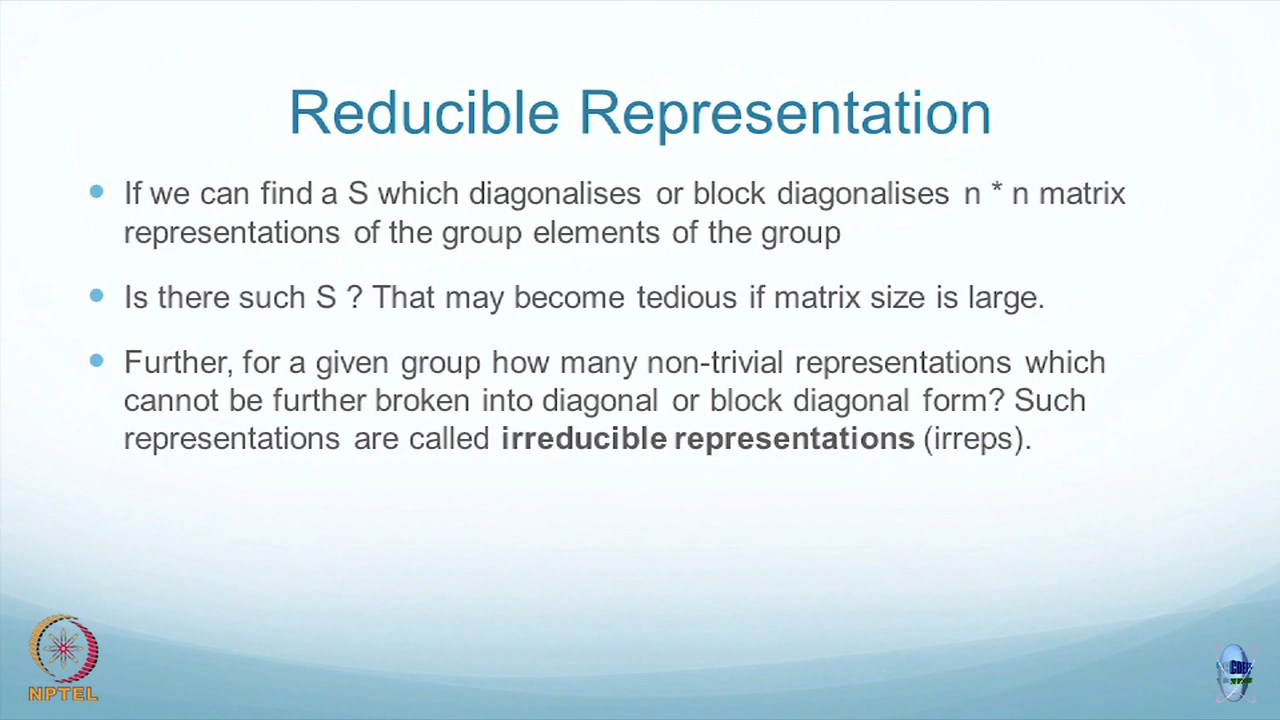 Reducible Representation
If we can find a S which diagonalises or block diagonalises n * n matrix
representations of the group elements of the group
Is there such S ? That may become tedious if matrix size is large.
Further, for a given group how many non-trivial representations which
cannot be further broken into diagonal or block diagonal form? Such
representations are called irreducible representations (irreps).
NPTEL